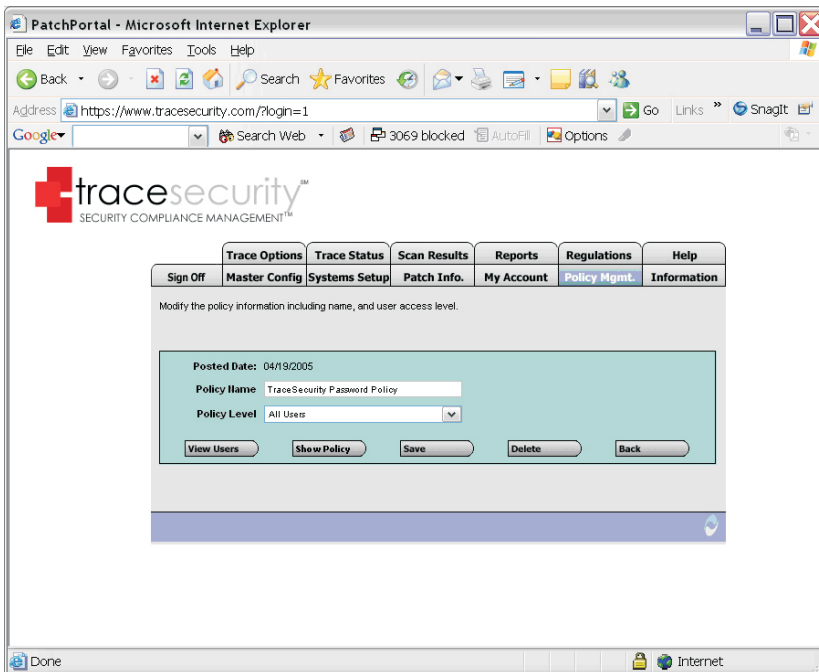 PatchPortal - Microsoft Internet Explorer
File Edit View Favorites Tools Help
Back Search Favorites
Address https://www.tracesecurity.com/?login=1 Go Links » SnagIt
Google Search Web 3069 blocked AutoFill Options
tracesecurity™
SECURITY COMPLIANCE MANAGEMENT™
Trace Options Trace Status Scan Results Reports Regulations Help
Sign Off Master Config Systems Setup Patch Info. My Account Policy Mgmt. Information
Modify the policy information including name, and user access level.
Posted Date: 04/19/2005
Policy Name TraceSecurity Password Policy
Policy Level All Users
View Users Show Policy Save Delete Back
Done Internet